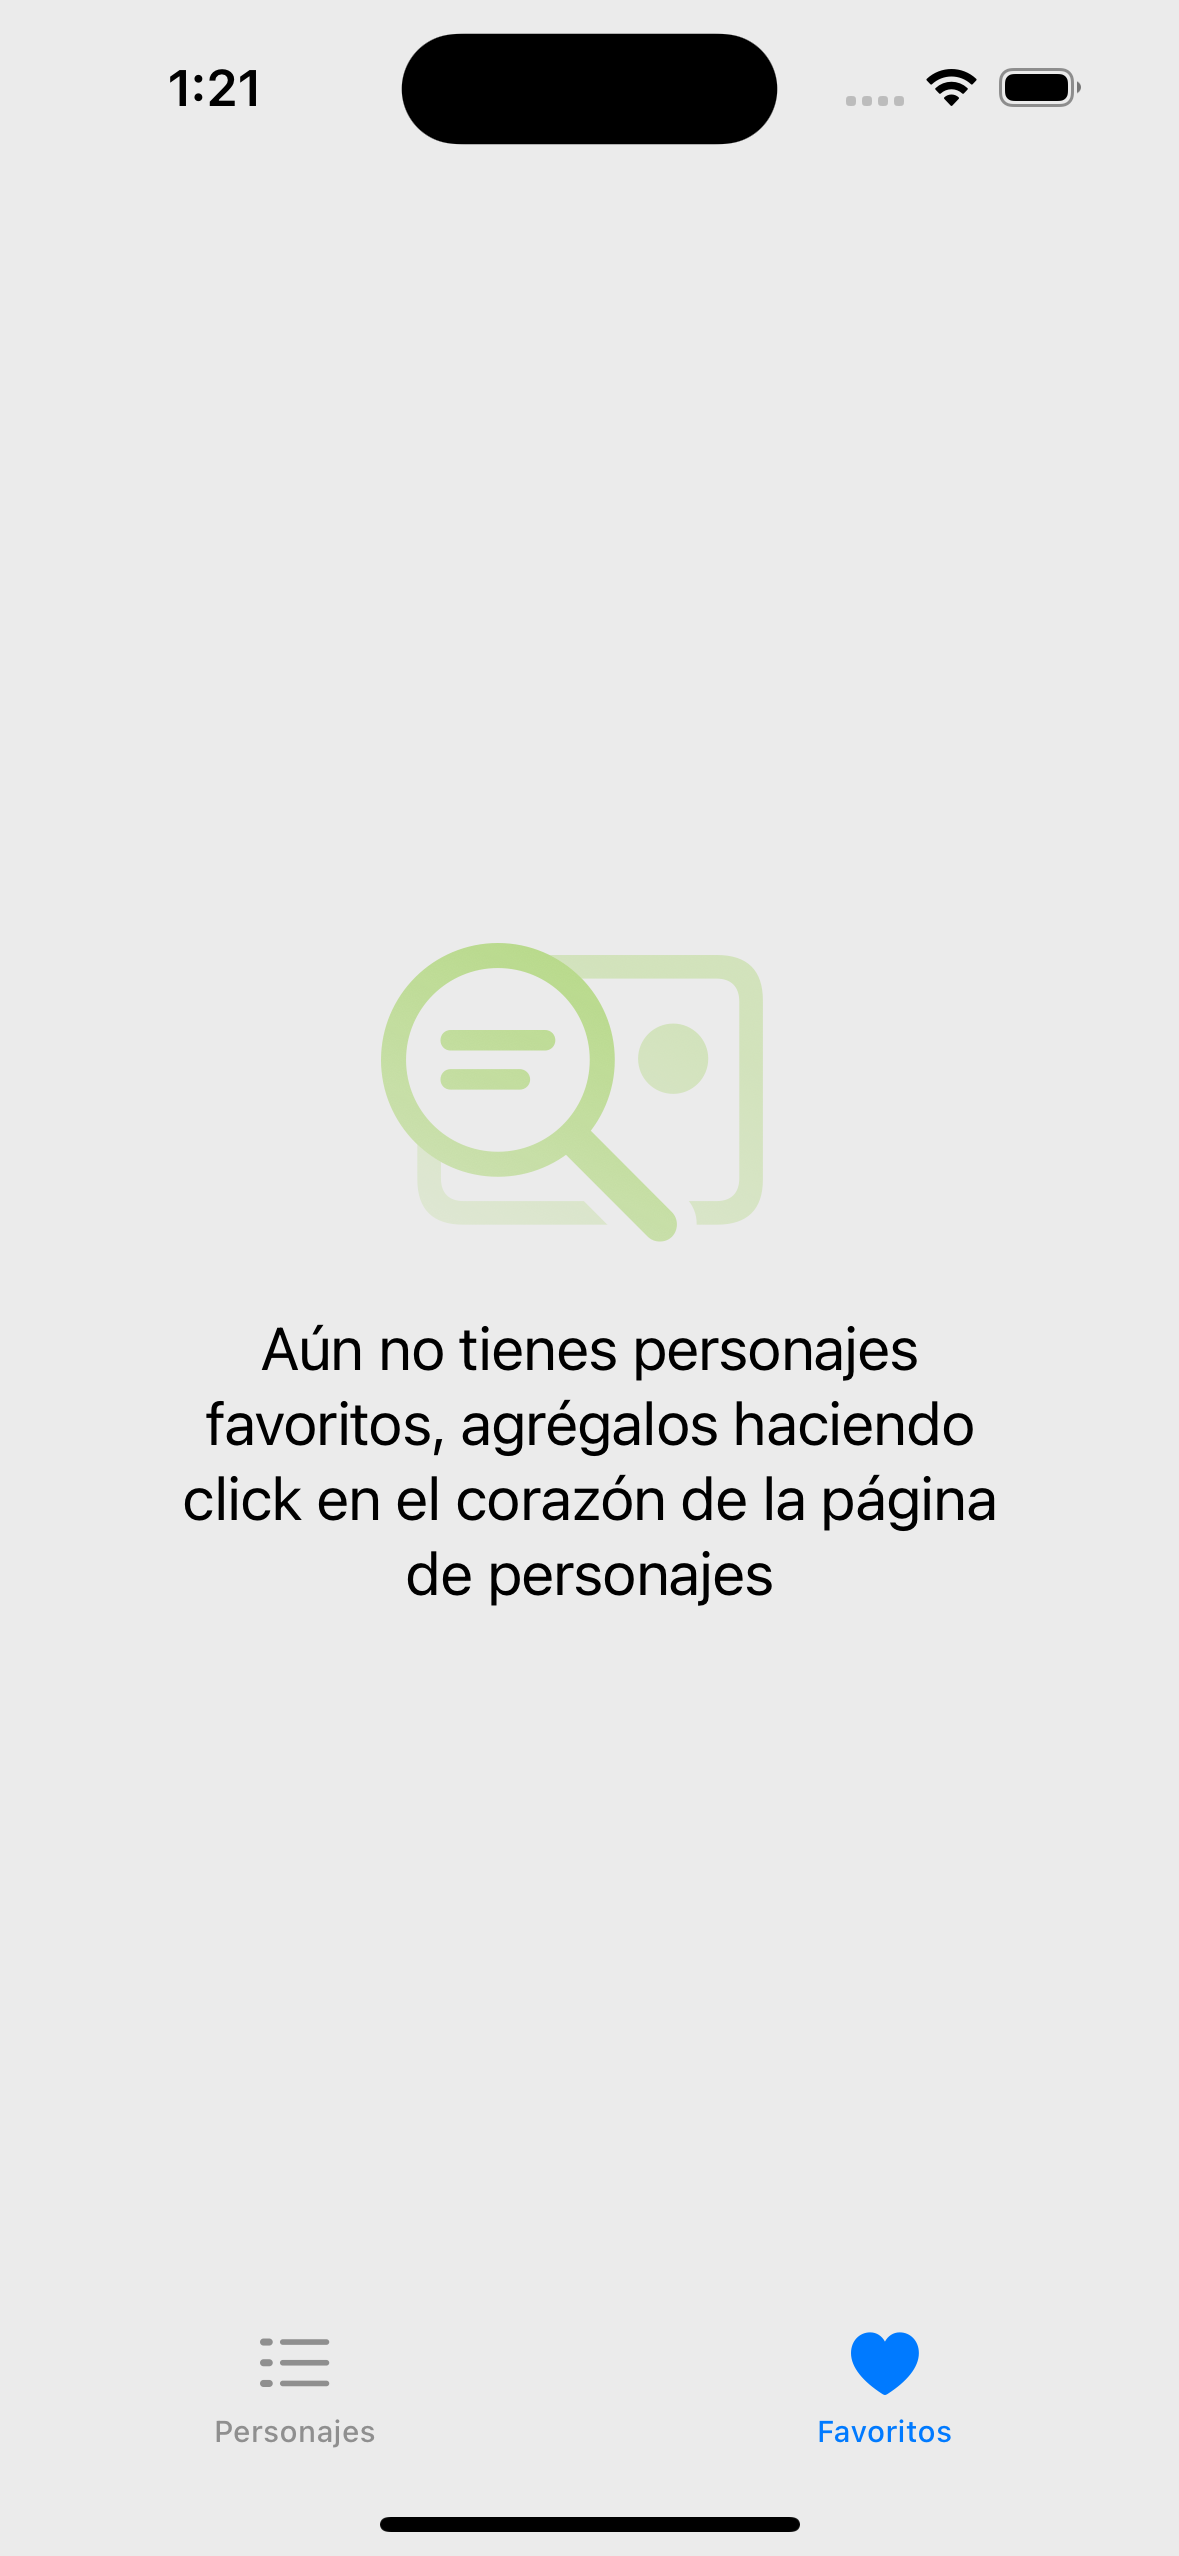 1:21
Aún no tienes personajes
favoritos, agrégalos haciendo
click en el corazón de la página
de personajes
Personajes
Favoritos